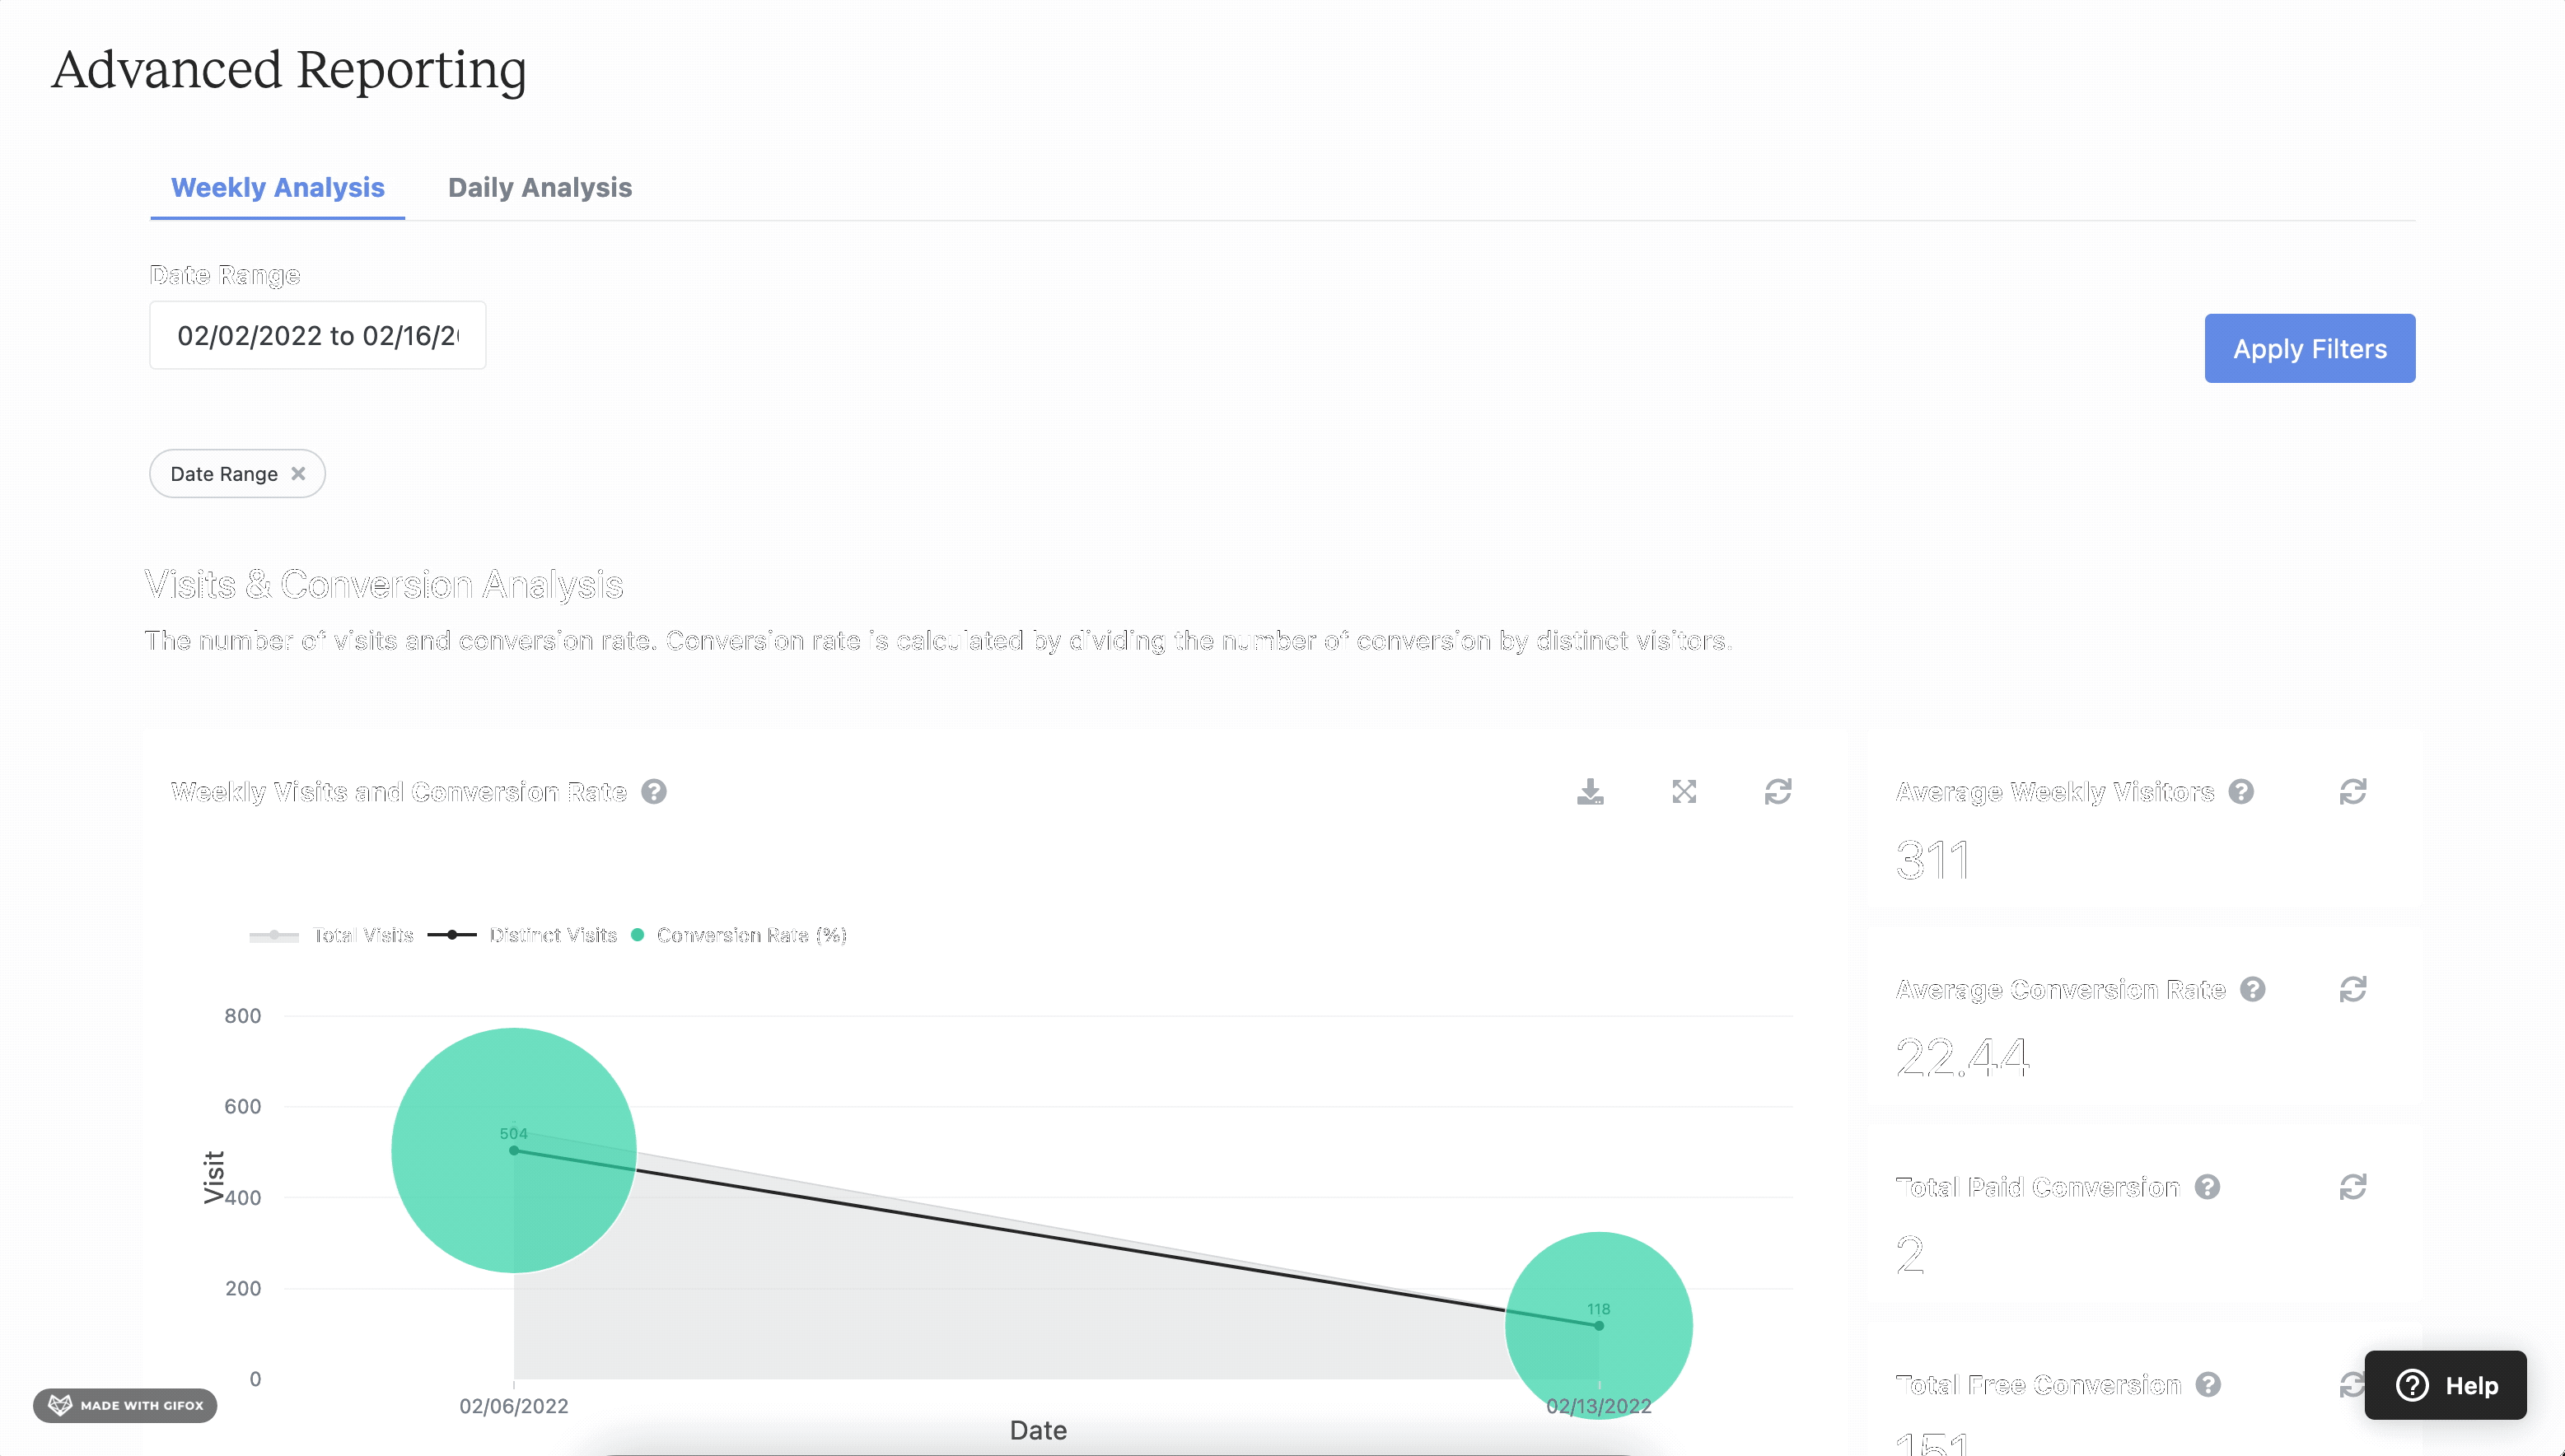 Advanced Reporting
Weekly Analysis Daily Analysis
Date Range
02/02/2022 to 02/16/2
Apply Filters
Date Range
Visits & Conversion Analysis
The number of visits and conversion rate. Conversion rate is calculated by dividing the number of conversion by distinct visitors.
Weekly Visits and Conversion Rate
Total Visits Distinct Visits Conversion Rate (%)
800
600
504
Visit
400
200
118
0
02/06/2022 02/13/2022
Date
Average Weekly Visitors
311
Average Conversion Rate
22.44
Total Paid Conversion
2
Total Free Conversion
151
Help
MADE WITH GIFOX